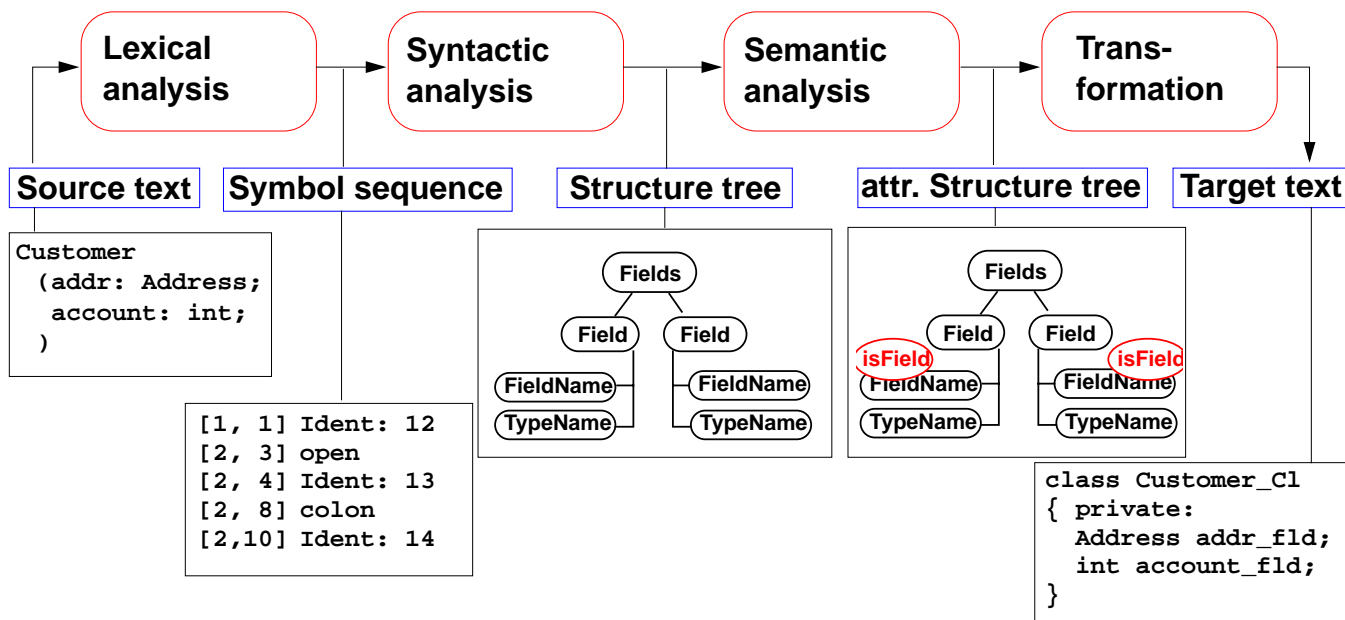 Lexical
analysis
Syntactic
analysis
Semantic
analysis
Trans-
formation
Source text
Symbol sequence
Structure tree
attr. Structure tree
Target text
Customer
(addr: Address;
account: int;
)
[1, 1] Ident: 12
[2, 3] open
[2, 4] Ident: 13
[2, 8] colon
[2,10] Ident: 14
Fields
Field
Field
FieldName
FieldName
TypeName
TypeName
Fields
Field
Field
isField
isField
FieldName
FieldName
TypeName
TypeName
class Customer_Cl
{ private:
Address addr_fld;
int account_fld;
}